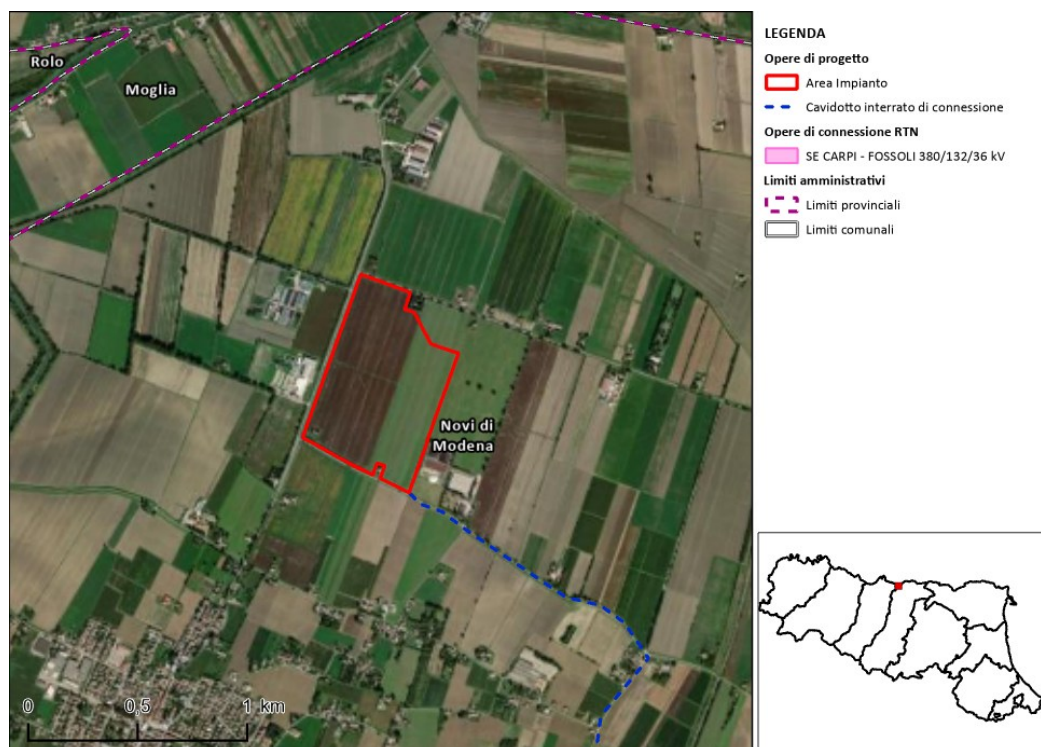 Rolo
Moglia
Novi di
Modena
0
0,5
1 km
LEGENDA
Opere di progetto
Area Impianto
Cavidotto interrato di connessione
Opere di connessione RTN
SE CARPI - FOSSOLI 380/132/36 kV
Limiti amministrativi
Limiti provinciali
Limiti comunali